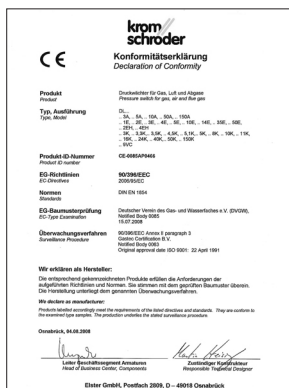 krom
schroder
CE
Konformitätserklärung
Declaration of Conformity
Produkt
Product
Druckwächter für Gas, Luft und Abgase
Pressure switch for gas, air and flue gas
Typ, Ausführung
Type, Model
DL...
.. 3A, .. 5A, .. 10A, .. 50A, .. 150A
.. 1E, .. 2E, .. 3E, .. 4E, .. 5E, .. 10E, .. 14E, .. 35E, .. 50E,
.. 2EH, .. 4EH
.. 3K, .. 3,3K, .. 3,5K, .. 4,5K, .. 5,1K, .. 5K, .. 8K, .. 10K, .. 11K,
.. 16K, .. 24K, .. 40K, .. 50K, .. 150K
.. 9VC
Produkt-ID-Nummer
Product ID number
CE-0085AP0466
EG-Richtlinien
EC-Directives
90/396/EEC
2006/95/EC
Normen
Standards
DIN EN 1854
EG-Baumusterprüfung
EC-Type Examination
Deutscher Verein des Gas- und Wasserfaches e.V. (DVGW),
Notified Body 0085
Überwachungsverfahren
Surveillance Procedure
90/396/EEC Annex II paragraph 3
Gastec Certification B.V.
Notified Body 0063
Original approval date ISO 9001: 22 April 1991
Wir erklären als Hersteller:
Die entsprechend gekennzeichneten Produkte erfüllen die Anforderungen der
aufgeführten Richtlinien und Normen. Sie stimmen mit dem geprüften Baumuster überein.
Die Herstellung unterliegt dem genannten Überwachungsverfahren.
We declare as manufacturer:
Products labelled accordingly meet the requirements of the listed directives and standards. They are conform to
the examined type samples. The production underlies the stated surveillance procedure.
Osnabrück, 04.08.2008
Leiter Geschäftssegment Armaturen
Head of Business Center, Components
Zuständiger Konstrukteur
Responsible Technical Designer
Elster GmbH, Postfach 2809, D – 49018 Osnabrück